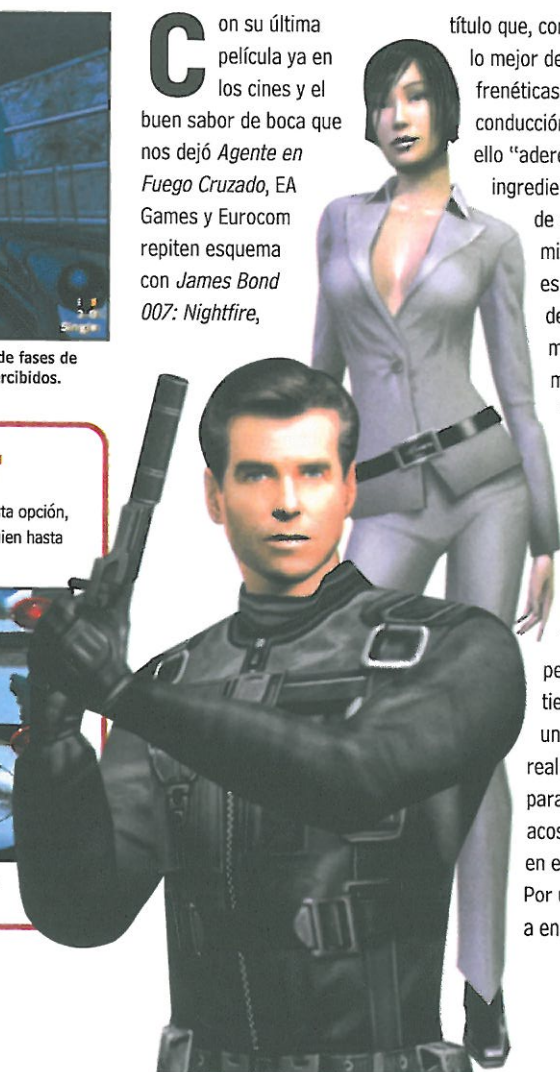 Single
de fases de
ercibidos.
ta opción,
ien hasta
Con su última
película ya en
los cines y el
buen sabor de boca que
nos dejó Agente en
Fuego Cruzado, EA
Games y Eurocom
repiten esquema
con James Bond
007: Nightfire,
título que, con
lo mejor de
frenéticas
conducción
ello "adere
ingredie
de
mi
es
de
m
m
pe
tie
un
real
para
acos
en e
Por u
a en